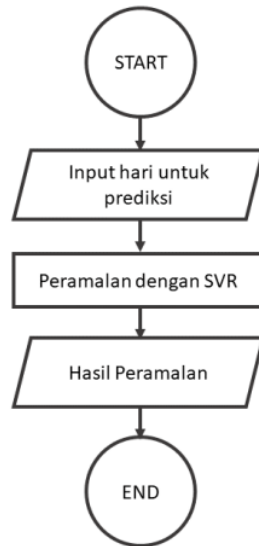 START
Input hari untuk
prediksi
Peramalan dengan SVR
Hasil Peramalan
END